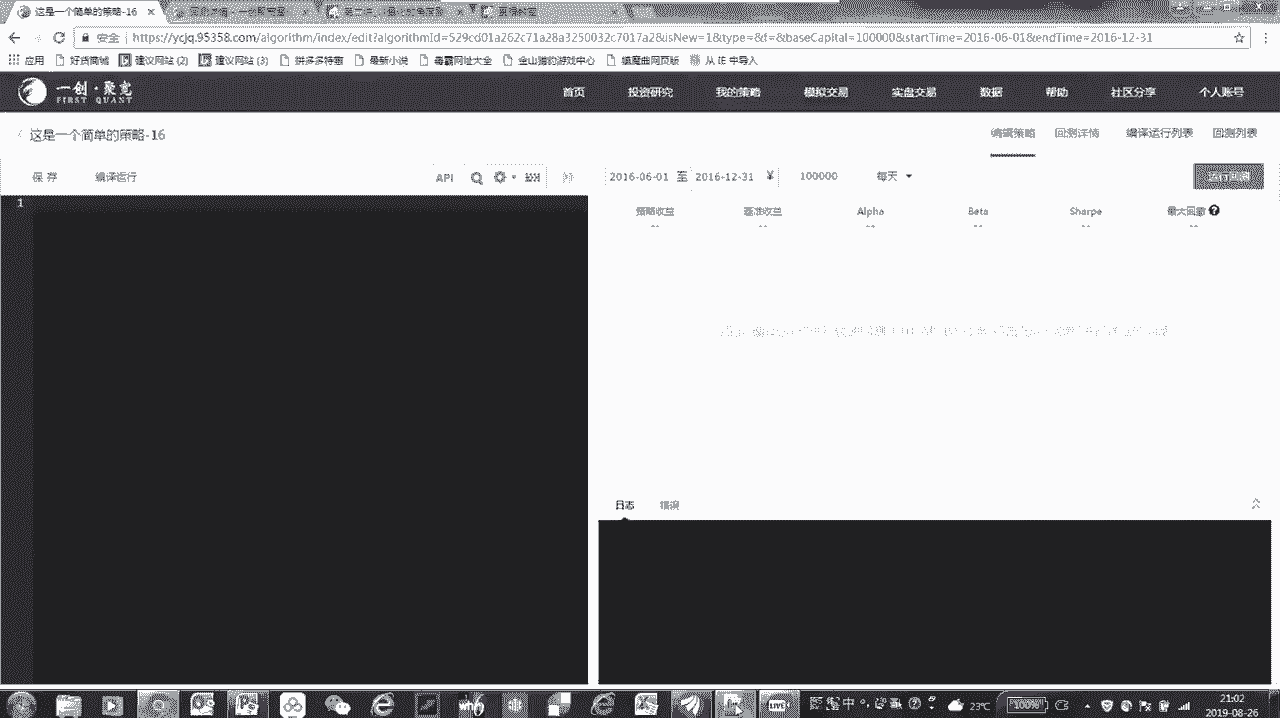 这是一个简单的策略-16
安全 https://ycjq.95358.com/algorithm/index/edit?algorithmId=529cd01a262c71a28a3250032c7017a2&isNew=1&type=&f=&baseCapital=100000&startTime=2016-06-01&endTime=2016-12-31
应用 好货商城 建议网站 (2) 建议网站 (3) 拼多多特惠 最新小说 毒霸网址大全 金山猎豹游戏中心 蜀魔曲网页版 从 IE 中导入
一创·聚宽
FIRST QUANT
首页 投资研究 我的策略 模拟交易 实盘交易 数据 帮助 社区分享 个人账号
这是一个简单的策略-16
编辑策略 回测详情 编译运行列表 回测列表
保存 编译运行 API 2016-06-01 至 2016-12-31 ¥ 100000 每天 运行回测
1
策略收益 基准收益 Alpha Beta Sharpe 最大回撤
-- -- -- -- -- --
日志 错误
LIVE 中 23℃ 100%
21:02
2019-08-26